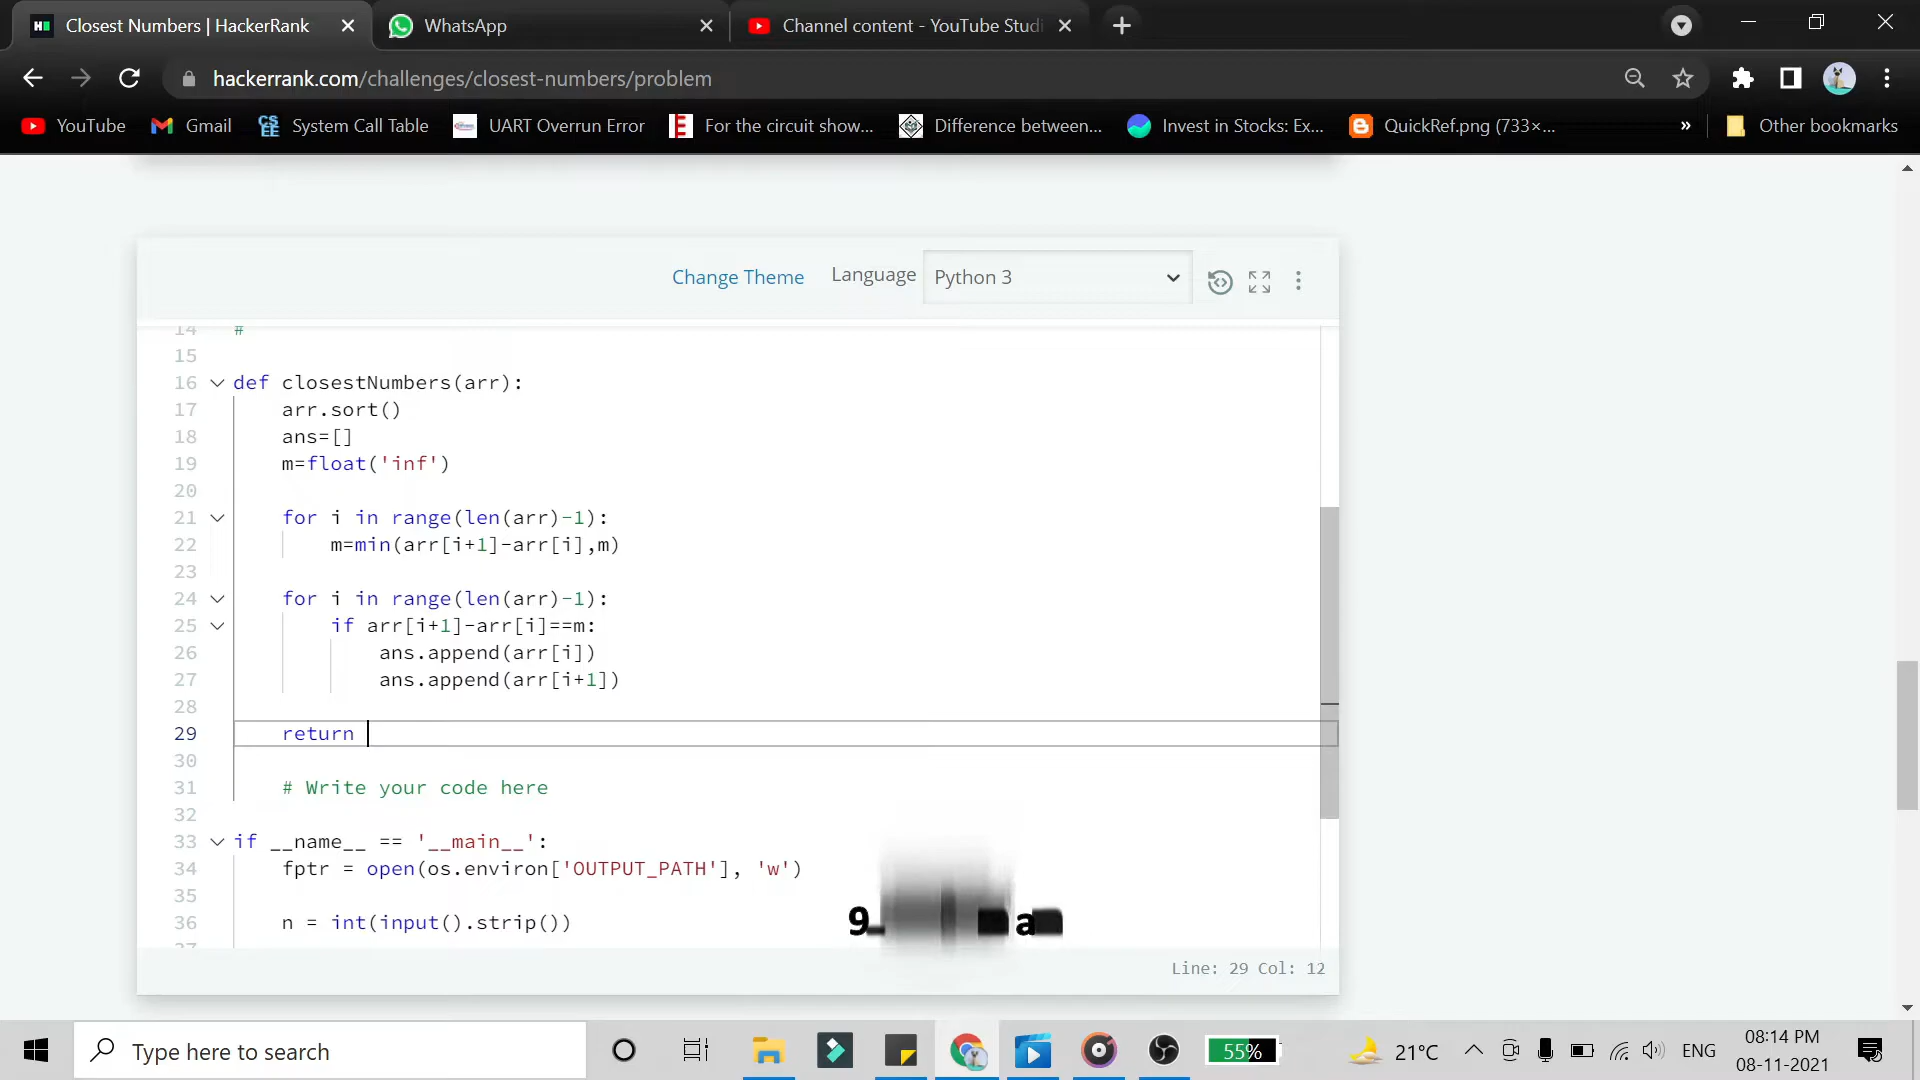 Closest Numbers | HackerRank
WhatsApp
Channel content - YouTube Studi
hackerrank.com/challenges/closest-numbers/problem
YouTube
Gmail
System Call Table
UART Overrun Error
For the circuit show...
Difference between...
Invest in Stocks: Ex...
QuickRef.png (733×...
»
Other bookmarks
Change Theme
Language
Python 3
14 #
15
16 def closestNumbers(arr):
17 arr.sort()
18 ans=[]
19 m=float('inf')
20
21 for i in range(len(arr)-1):
22 m=min(arr[i+1]-arr[i],m)
23
24 for i in range(len(arr)-1):
25 if arr[i+1]-arr[i]==m:
26 ans.append(arr[i])
27 ans.append(arr[i+1])
28
29 return
30
31 # Write your code here
32
33 if __name__ == '__main__':
34 fptr = open(os.environ['OUTPUT_PATH'], 'w')
35
36 n = int(input().strip())
Line: 29 Col: 12
Type here to search
55%
21°C
ENG
08:14 PM
08-11-2021